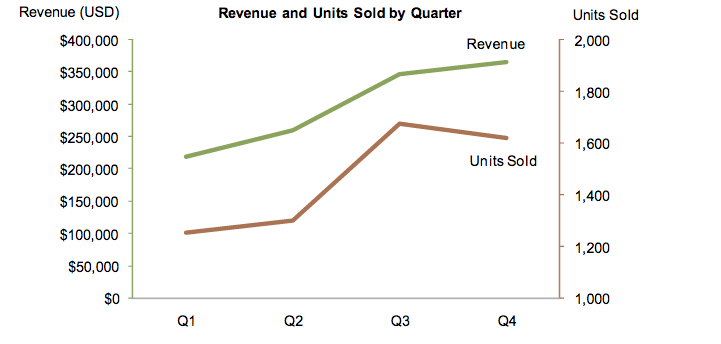 Revenue (USD)
Revenue and Units Sold by Quarter
Units Sold
$400,000
$350,000
$300,000
$250,000
$200,000
$150,000
$100,000
$50,000
$0
Revenue
Units Sold
2,000
1,800
1,600
1,400
1,200
1,000
Q1
Q2
Q3
Q4